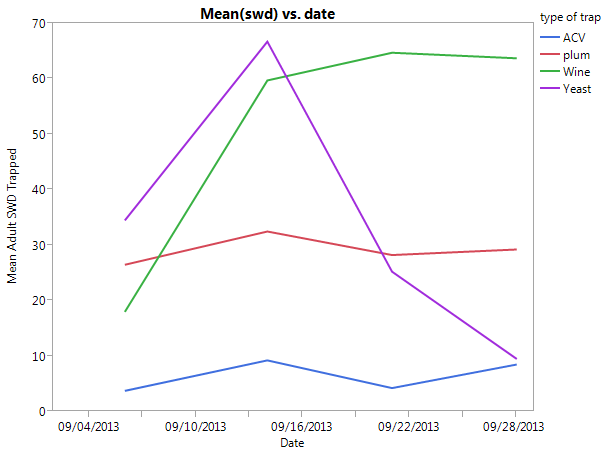 Mean(swd) vs. date
type of trap
ACV
plum
Wine
Yeast
Mean Adult SWD Trapped
70
60
50
40
30
20
10
0
09/04/2013 09/10/2013 09/16/2013 09/22/2013 09/28/2013
Date